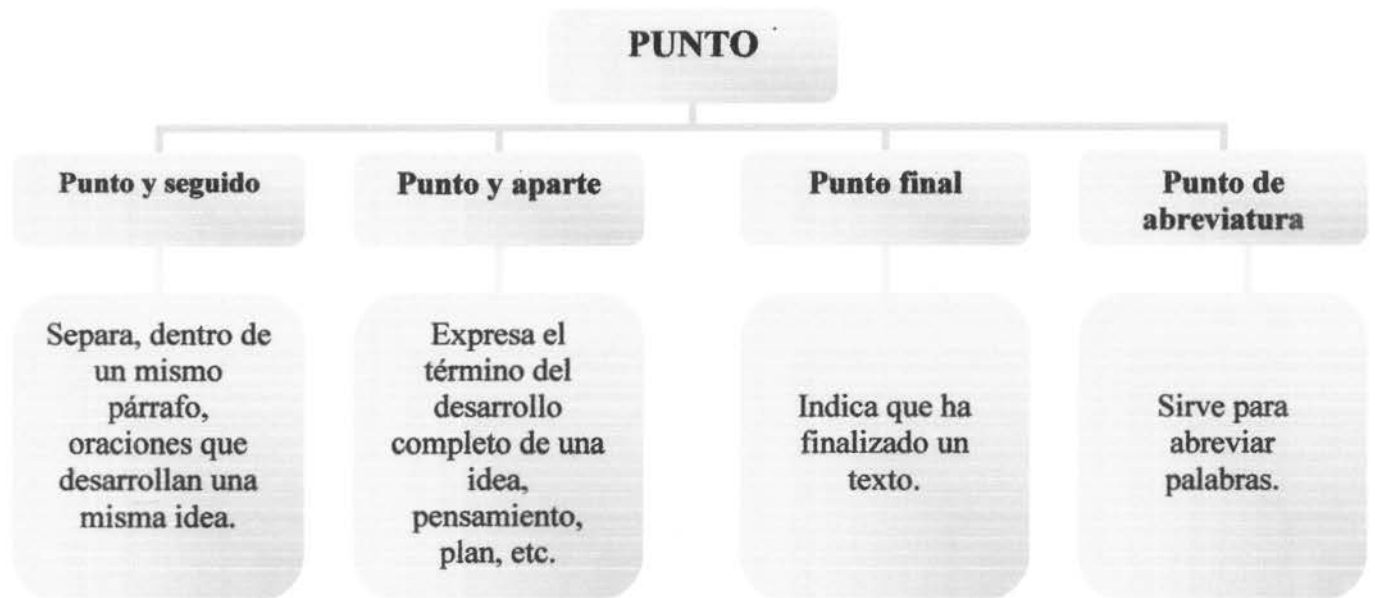 PUNTO
Punto y seguido
Separa, dentro de
un mismo
párrafo,
oraciones que
desarrollan una
misma idea.
Punto y aparte
Expresa el
término del
desarrollo
completo de una
idea,
pensamiento,
plan, etc.
Punto final
Indica que ha
finalizado un
texto.
Punto de
abreviatura
Sirve para
abreviar
palabras.